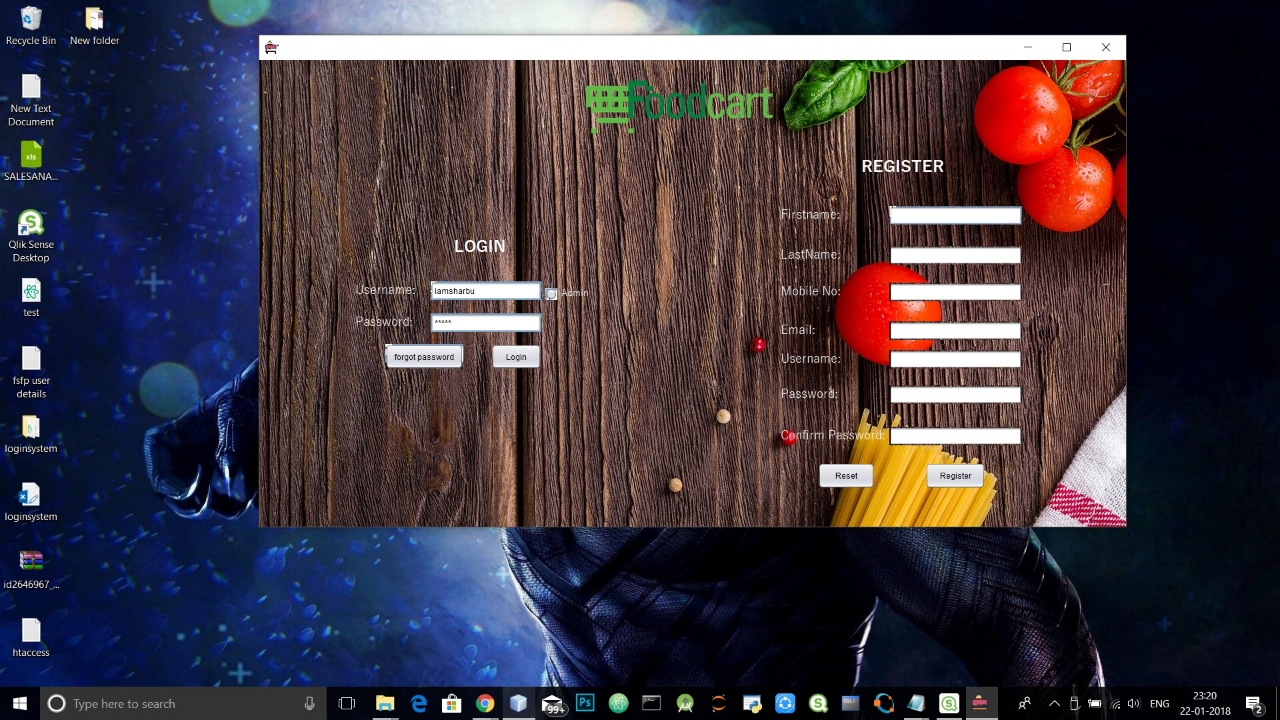 Recycle Bin
New folder
New Text
Document
xls
SALESANA...
Qlik Sense
Desktop
test
fsfp user
details
loginsystem
loginsystem
id2646967_...
htaccess
Foodcart
LOGIN
Username:
iamsharbu
Admin
Password:
*****
forgot password
Login
REGISTER
Firstname:
LastName:
Mobile No:
Email:
Username:
Password:
Confirm Password:
Reset
Register
Type here to search
99+
Ps
ENG
23:20
22-01-2018
2